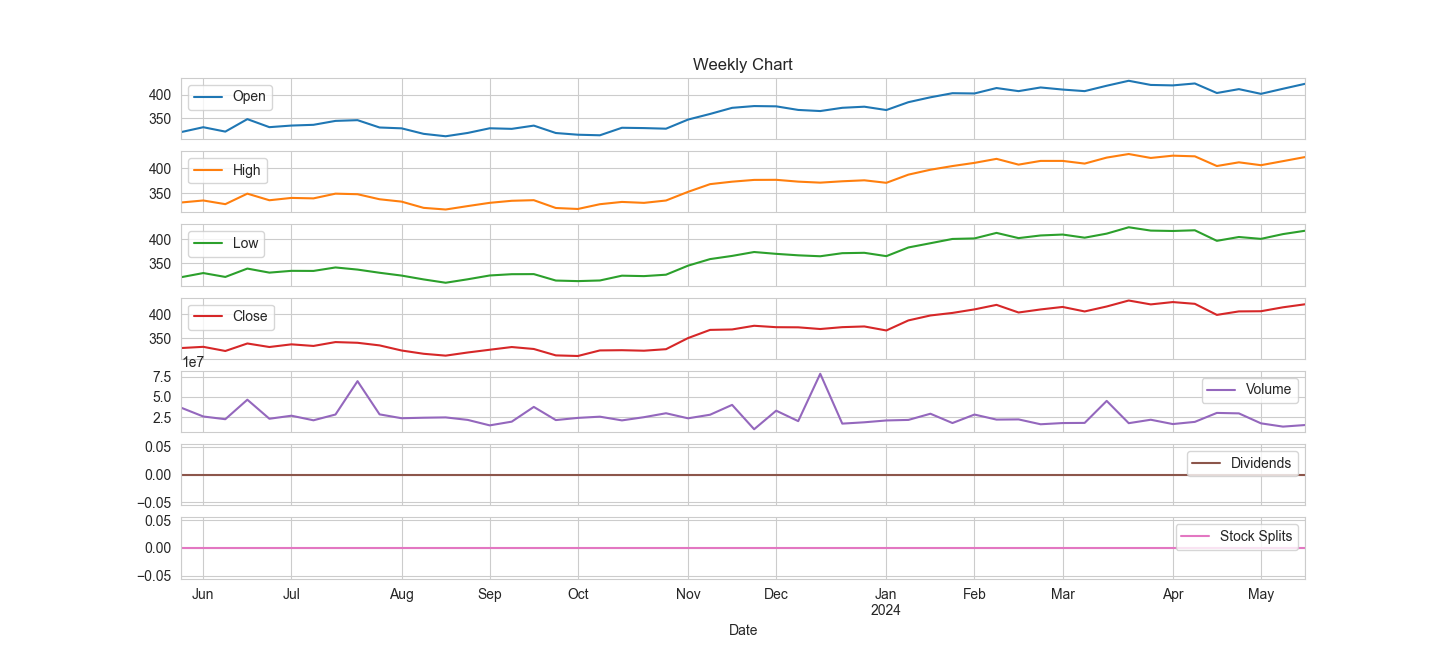 Weekly Chart
400
350
Open
400
350
High
400
350
Low
400
350
Close
1e7
7.5
5.0
2.5
Volume
0.05
0.00
−0.05
Dividends
0.05
0.00
−0.05
Stock Splits
Jun Jul Aug Sep Oct Nov Dec Jan Feb Mar Apr May
2024
Date